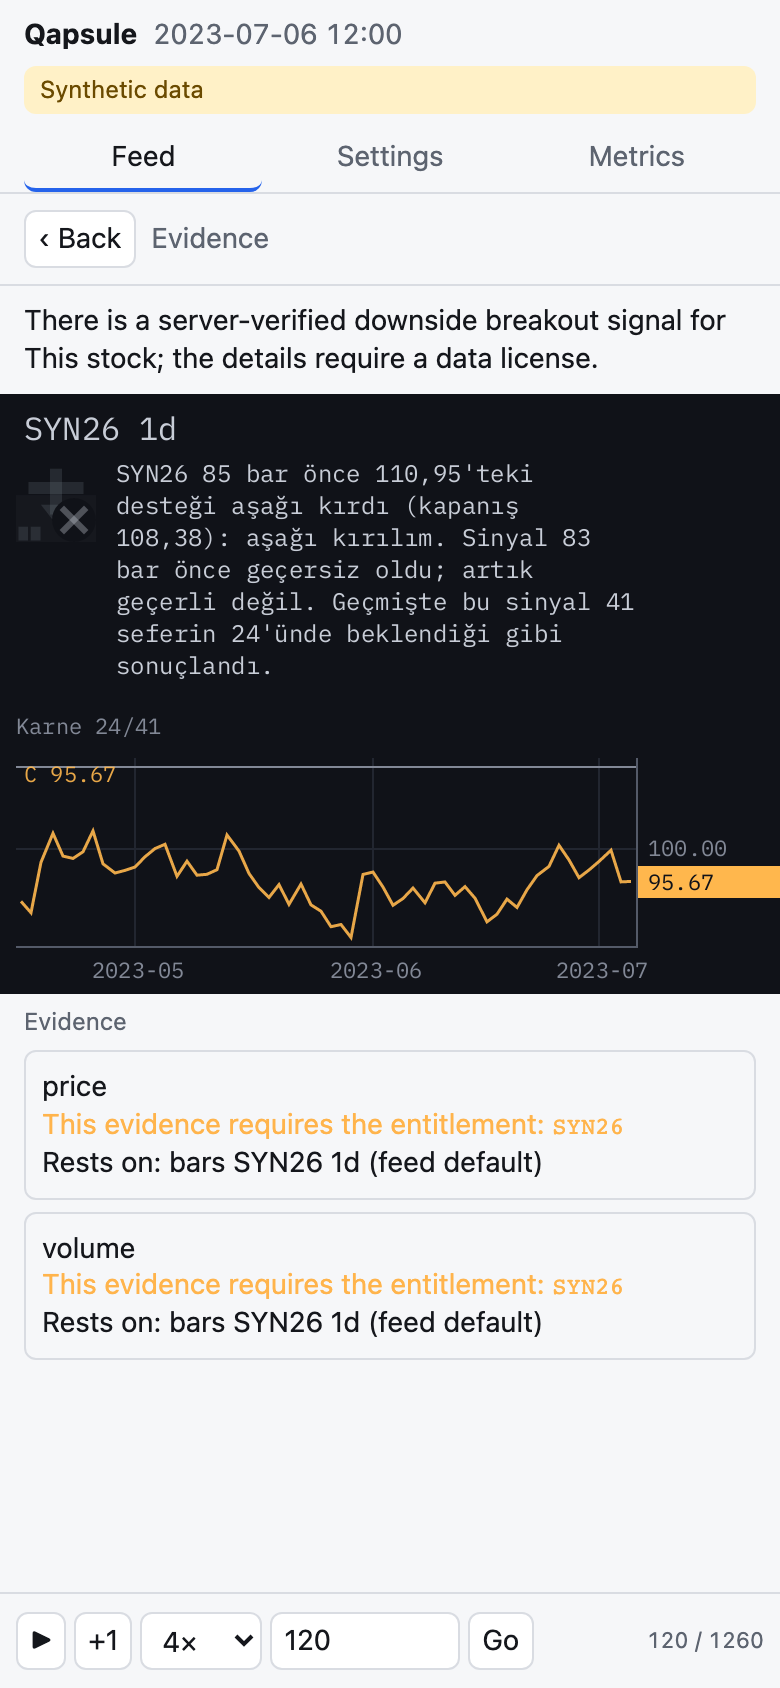 Qapsule 2023-07-06 12:00
Synthetic data
Feed Settings Metrics
‹ Back Evidence
There is a server-verified downside breakout signal for
This stock; the details require a data license.
SYN26 1d
SYN26 85 bar önce 110,95'teki
desteği aşağı kırdı (kapanış
108,38): aşağı kırılım. Sinyal 83
bar önce geçersiz oldu; artık
geçerli değil. Geçmişte bu sinyal 41
seferin 24'ünde beklendiği gibi
sonuçlandı.
Karne 24/41
C 95.67
100.00
95.67
2023-05 2023-06 2023-07
Evidence
price
This evidence requires the entitlement: SYN26
Rests on: bars SYN26 1d (feed default)
volume
This evidence requires the entitlement: SYN26
Rests on: bars SYN26 1d (feed default)
+1 4× 120 Go 120 / 1260